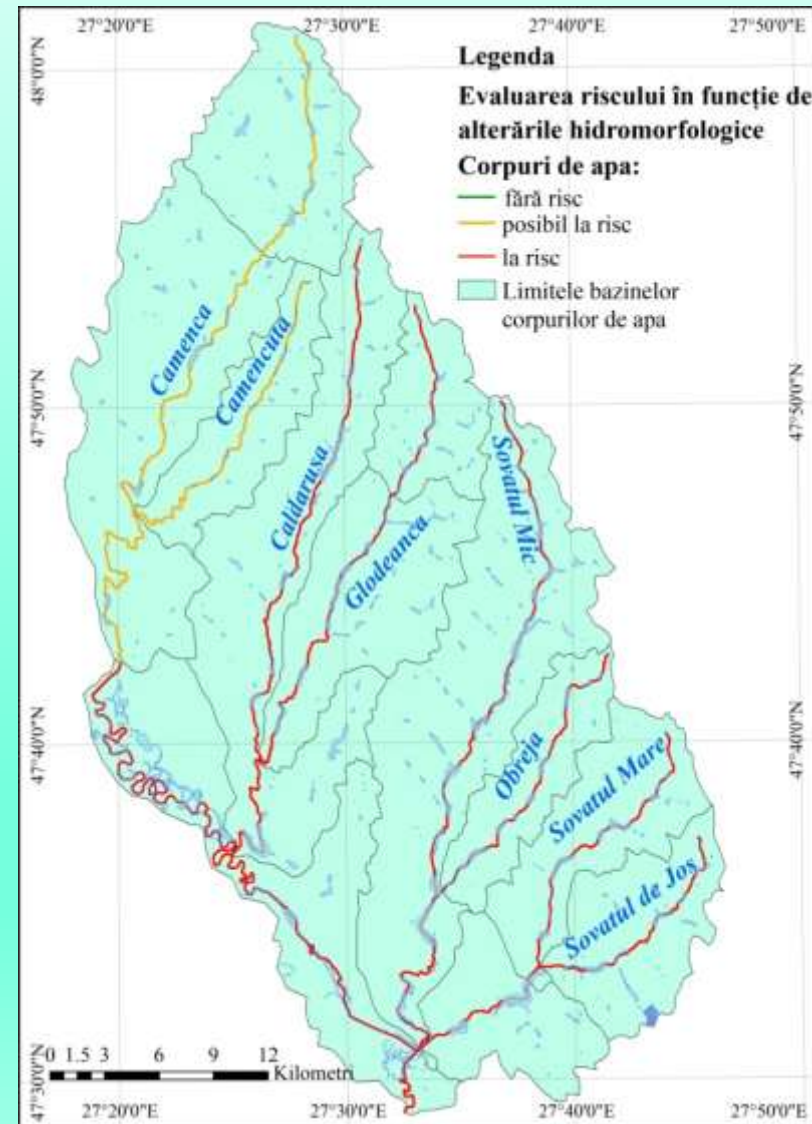 27°20'0"E
27°30'0"E
27°40'0"E
27°50'0"E
48°0'0"N
Legenda
Evaluarea riscului în funcție de
alterările hidromorfologice
Corpuri de apa:
fără risc
posibil la risc
la risc
Limitele bazinelor
corpurilor de apa
Camenca
Camencuta
47°50'0"N
47°50'0"N
Caldarusa
Glodeanca
Sovatul Mic
47°40'0"N
47°40'0"N
Obreja
Sovatul Mare
Sovatul de Jos
0 1.5 3 6 9 12
Kilometri
47°30'0"N
47°30'0"N
27°20'0"E
27°30'0"E
27°40'0"E
27°50'0"E